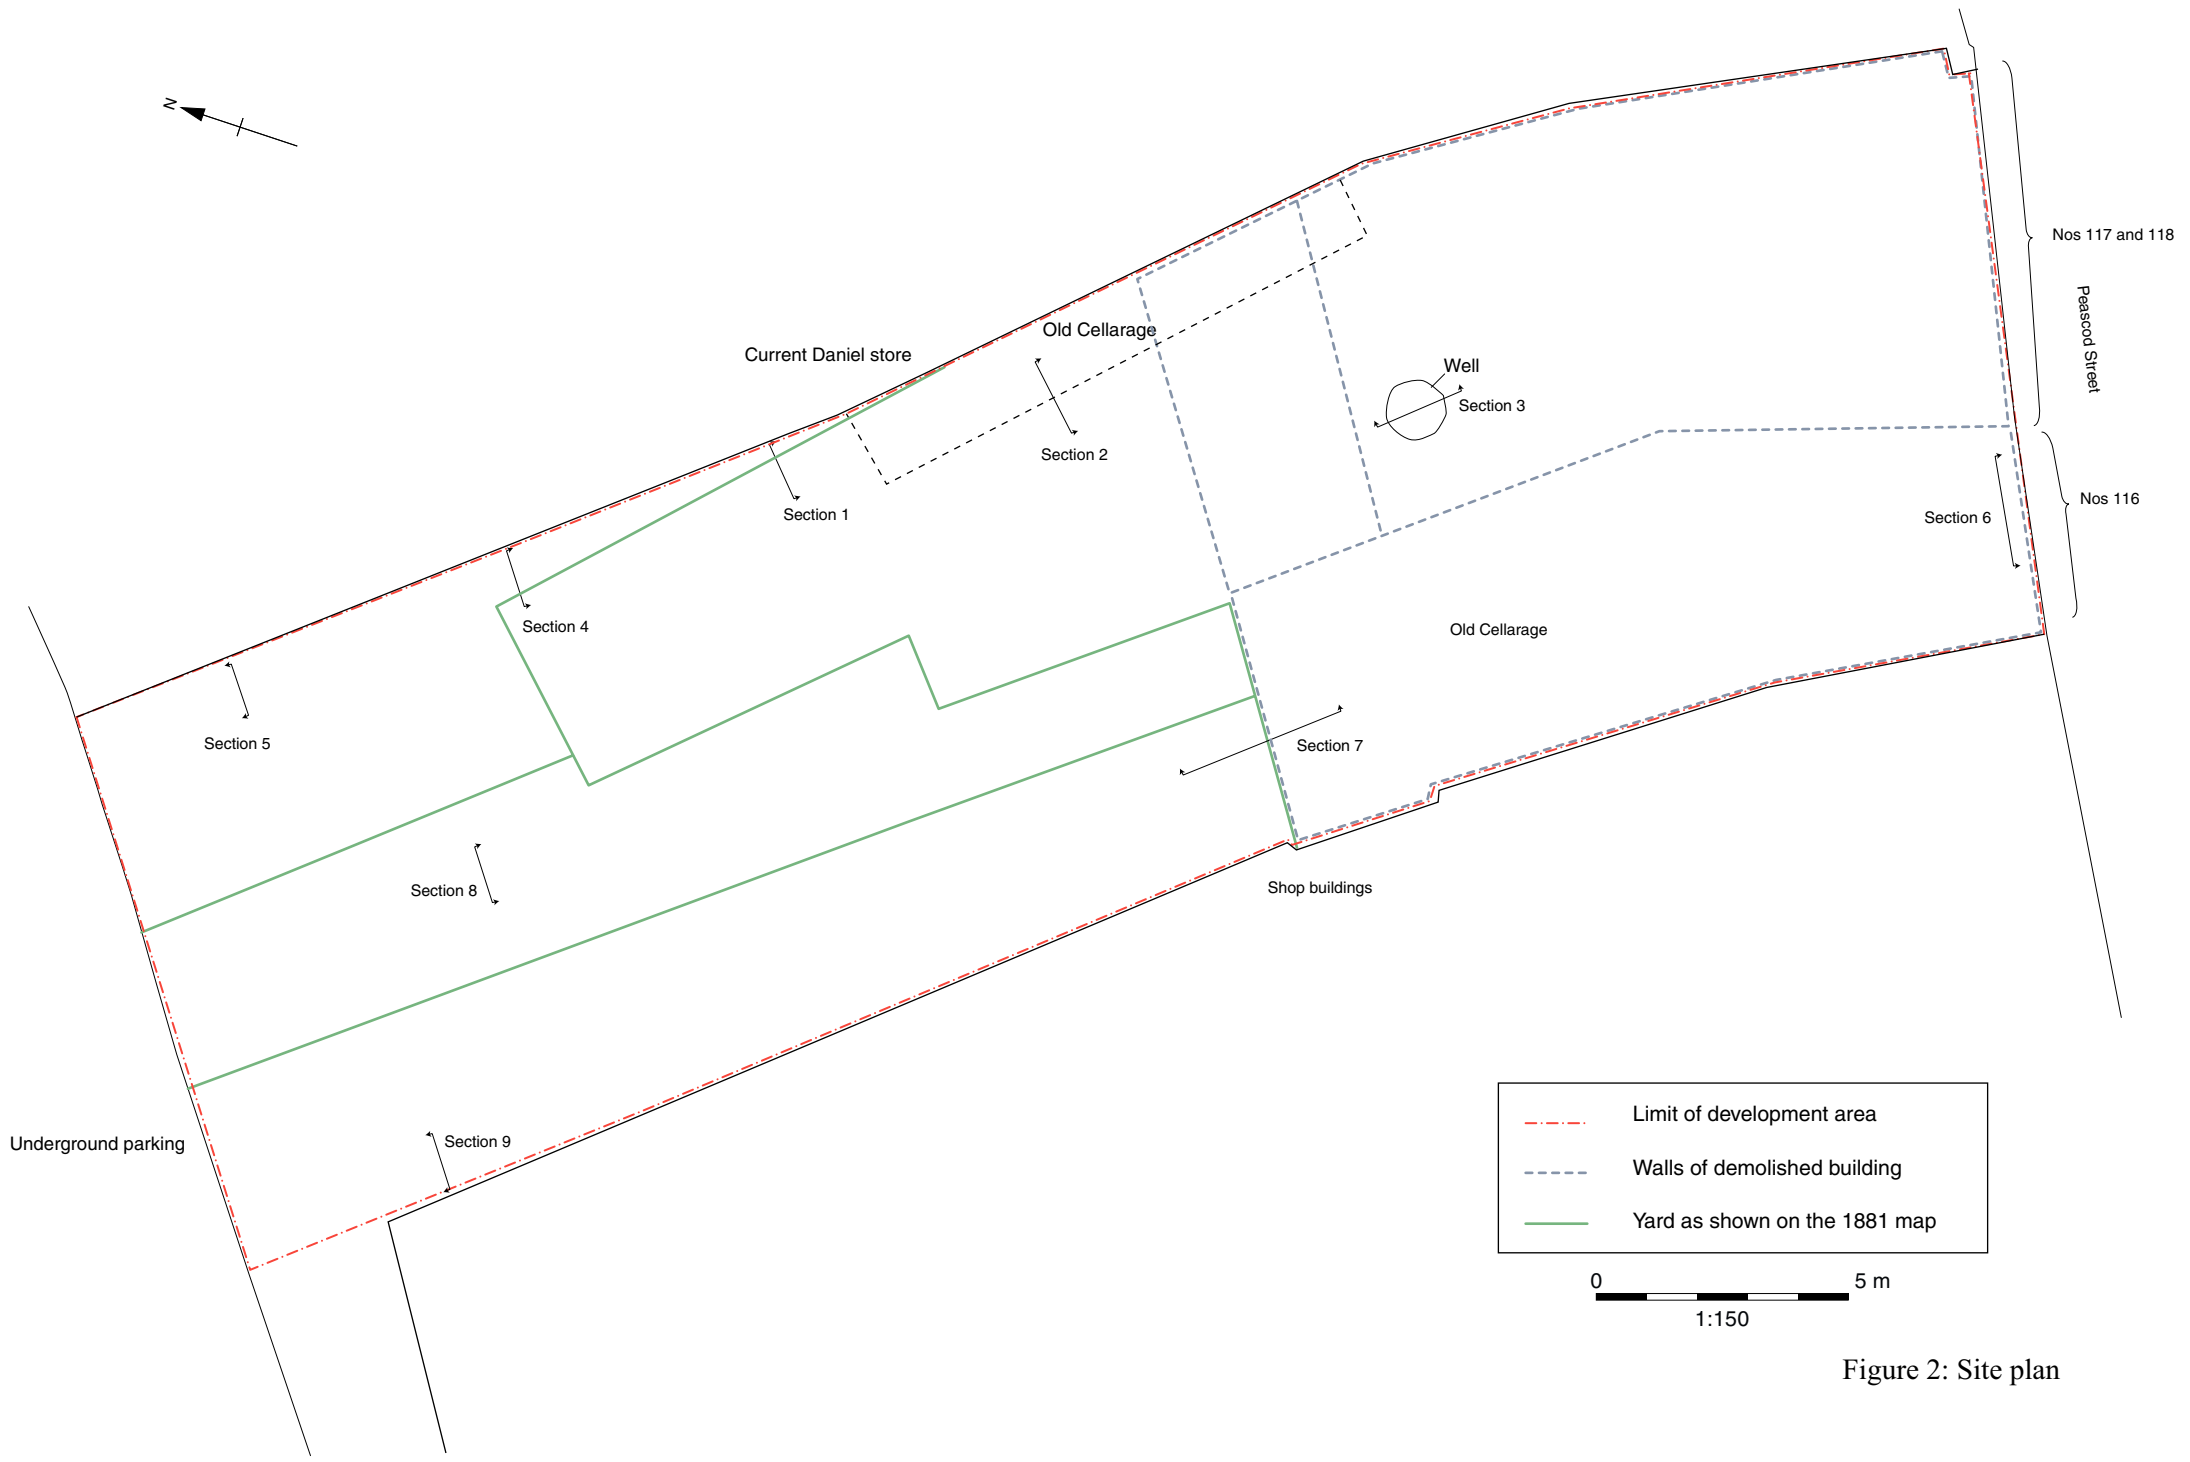 N
Nos 117 and 118
Peascod Street
Old Cellarage
Current Daniel store
Well
Section 3
Section 2
Nos 116
Section 1
Section 6
Section 4
Old Cellarage
Section 5
Section 7
Section 8
Shop buildings
Section 9
Underground parking
Limit of development area
Walls of demolished building
Yard as shown on the 1881 map
0 5 m
1:150
Figure 2: Site plan